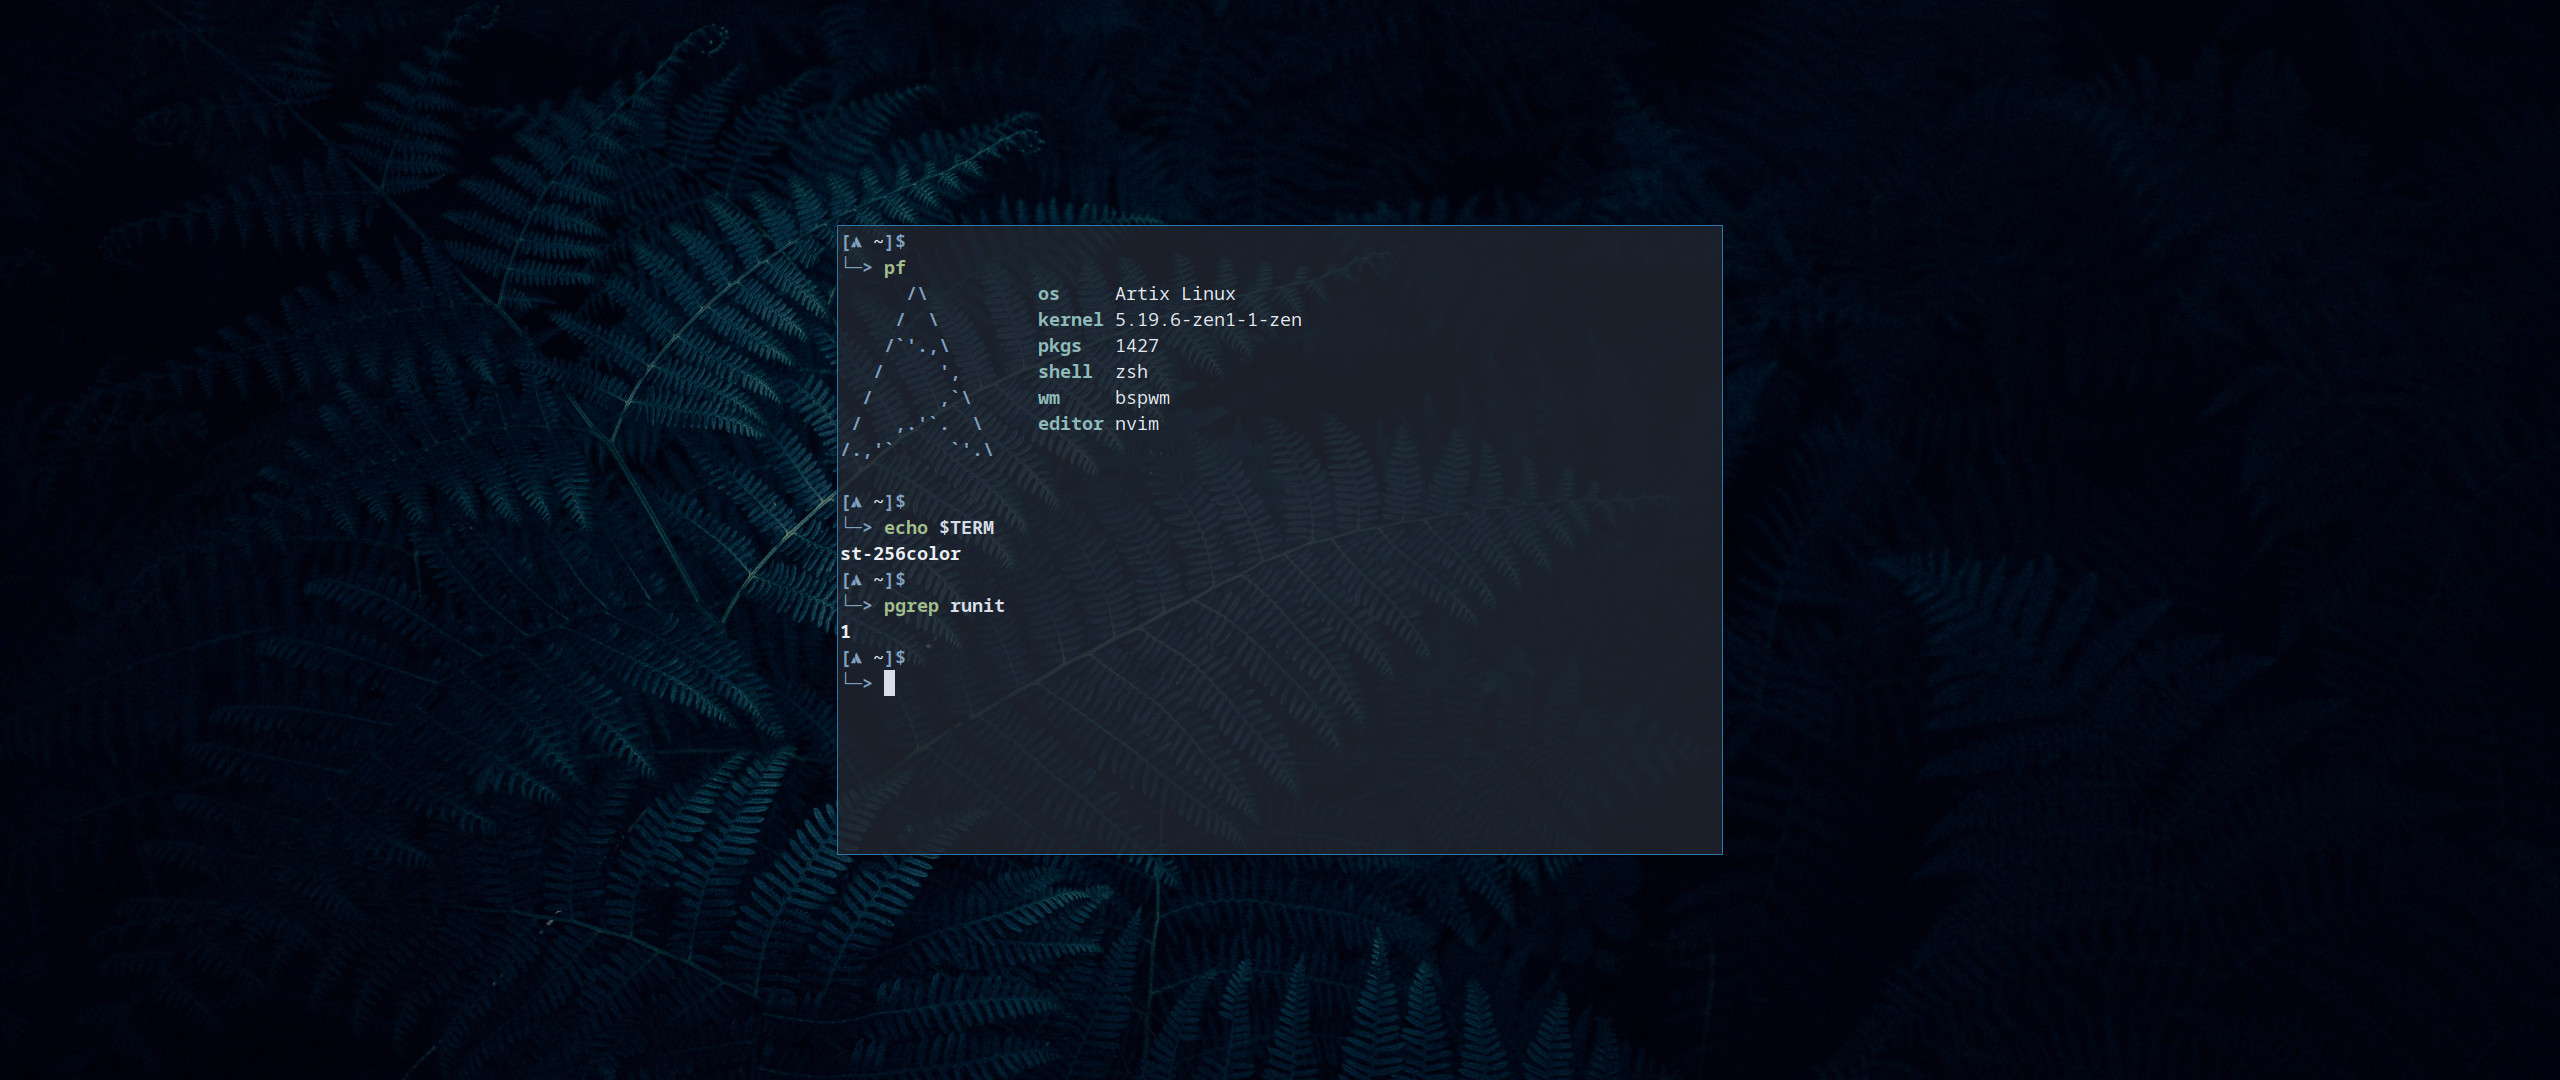 [▲ ~]$
└─> pf
      /\          os     Artix Linux
     /  \         kernel 5.19.6-zen1-1-zen
    /`'.,\        pkgs   1427
   /     ',       shell  zsh
  /      ,`\      wm     bspwm
 /   ,.'`.  \     editor nvim
/.,'`     `'.\
[▲ ~]$
└─> echo $TERM
st-256color
[▲ ~]$
└─> pgrep runit
1
[▲ ~]$
└─>